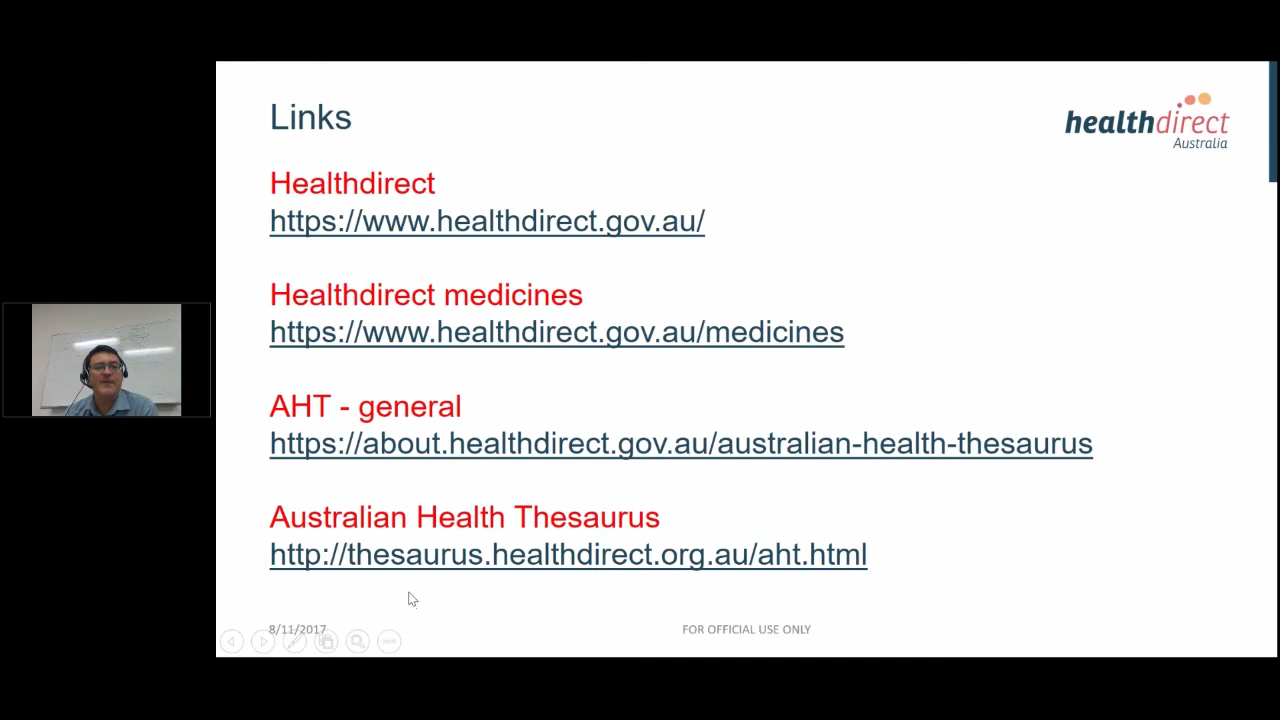 Links
healthdirect
Australia
Healthdirect
https://www.healthdirect.gov.au/
Healthdirect medicines
https://www.healthdirect.gov.au/medicines
AHT - general
https://about.healthdirect.gov.au/australian-health-thesaurus
Australian Health Thesaurus
http://thesaurus.healthdirect.org.au/aht.html
8/11/2017
FOR OFFICIAL USE ONLY